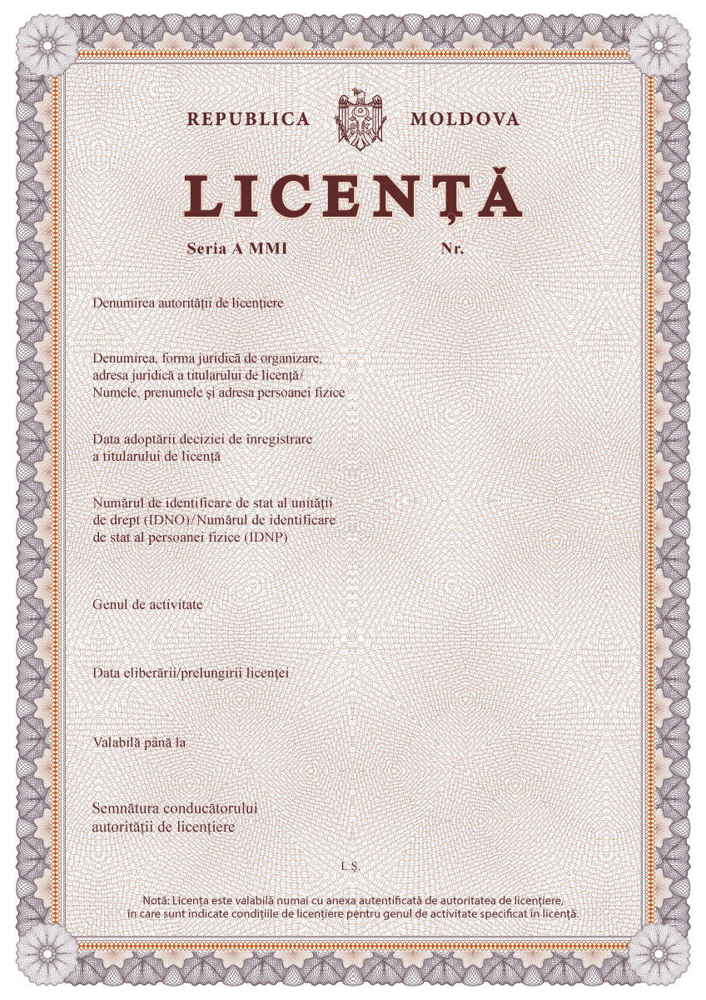 REPUBLICA MOLDOVA
LICENȚĂ
Seria A MMI Nr.
Denumirea autorității de licențiere
Denumirea, forma juridică de organizare,
adresa juridică a titularului de licență/
Numele, prenumele și adresa persoanei fizice
Data adoptării deciziei de înregistrare
a titularului de licență
Numărul de identificare de stat al unității
de drept (IDNO)/Numărul de identificare
de stat al persoanei fizice (IDNP)
Genul de activitate
Data eliberării/prelungirii licenței
Valabilă până la
Semnătura conducătorului
autorității de licențiere
L.Ș.
Notă: Licența este valabilă numai cu anexa autentificată de autoritatea de licențiere,
în care sunt indicate condițiile de licențiere pentru genul de activitate specificat în licență.